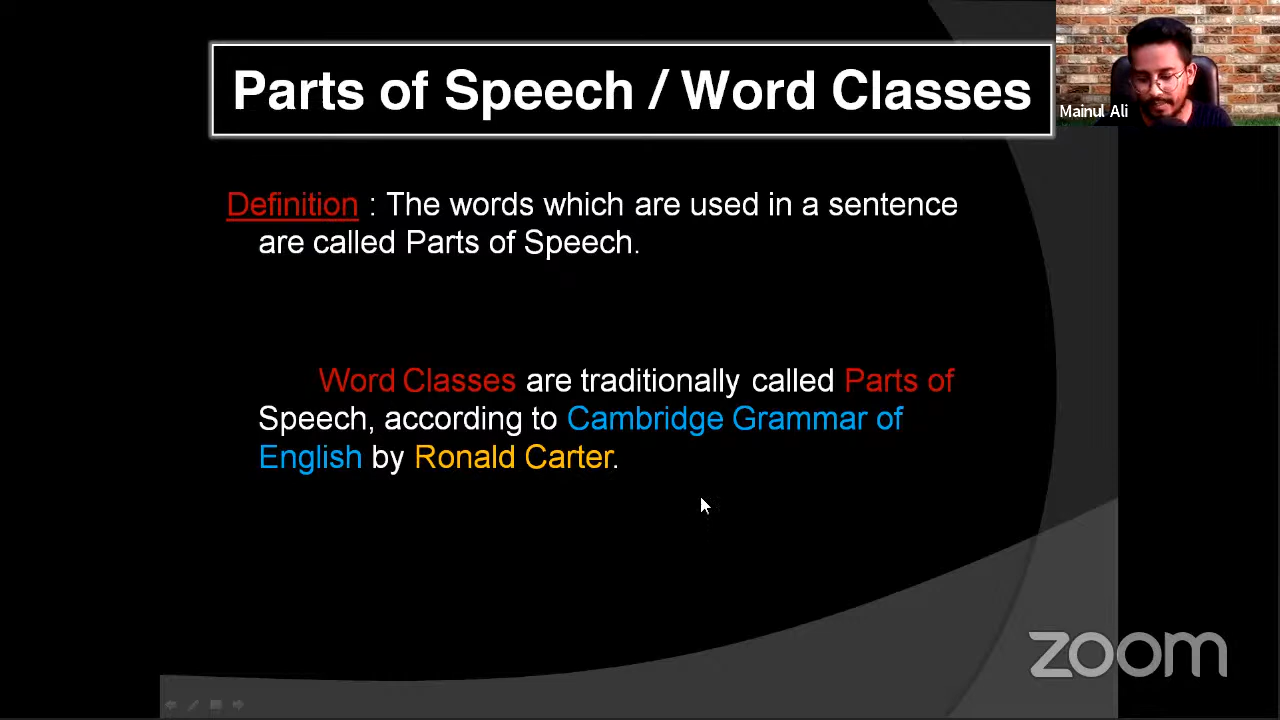 Parts of Speech / Word Classes
Mainul Ali
Definition : The words which are used in a sentence
are called Parts of Speech.
Word Classes are traditionally called Parts of
Speech, according to Cambridge Grammar of
English by Ronald Carter.
zoom